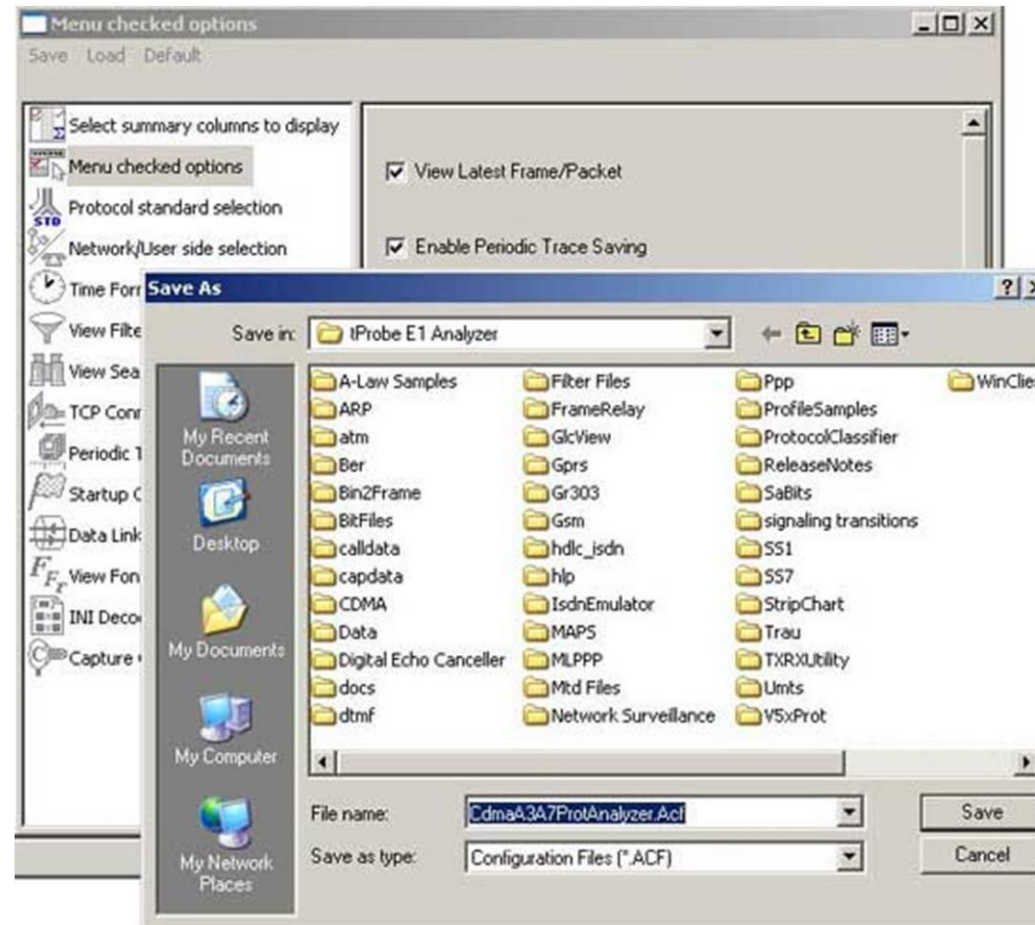 Menu checked options
Save Load Default
Select summary columns to display
Menu checked options
Protocol standard selection
STD
Network/User side selection
Time Forr
View Filte
View Sea
TCP Conr
Periodic T
Startup C
Data Link
View Fon
INI Deco
Capture
View Latest Frame/Packet
Enable Periodic Trace Saving
Save As
Save in:
tProbe E1 Analyzer
My Recent
Documents
Desktop
My Documents
My Computer
My Network
Places
A-Law Samples
ARP
atm
Ber
Bin2Frame
BitFiles
calldata
capdata
CDMA
Data
Digital Echo Canceller
docs
dtmf
Filter Files
FrameRelay
GlcView
Gprs
Gr303
Gsm
hdlc_isdn
hlp
IsdnEmulator
MAPS
MLPPP
Mtd Files
Network Surveillance
Ppp
ProfileSamples
ProtocolClassifier
ReleaseNotes
SaBits
signaling transitions
SS1
SS7
StripChart
Trau
TXRXUtility
Umts
V5xProt
WinClie
File name:
CdmaA3A7ProtAnalyzer.Acf
Save
Save as type:
Configuration Files (*.ACF)
Cancel